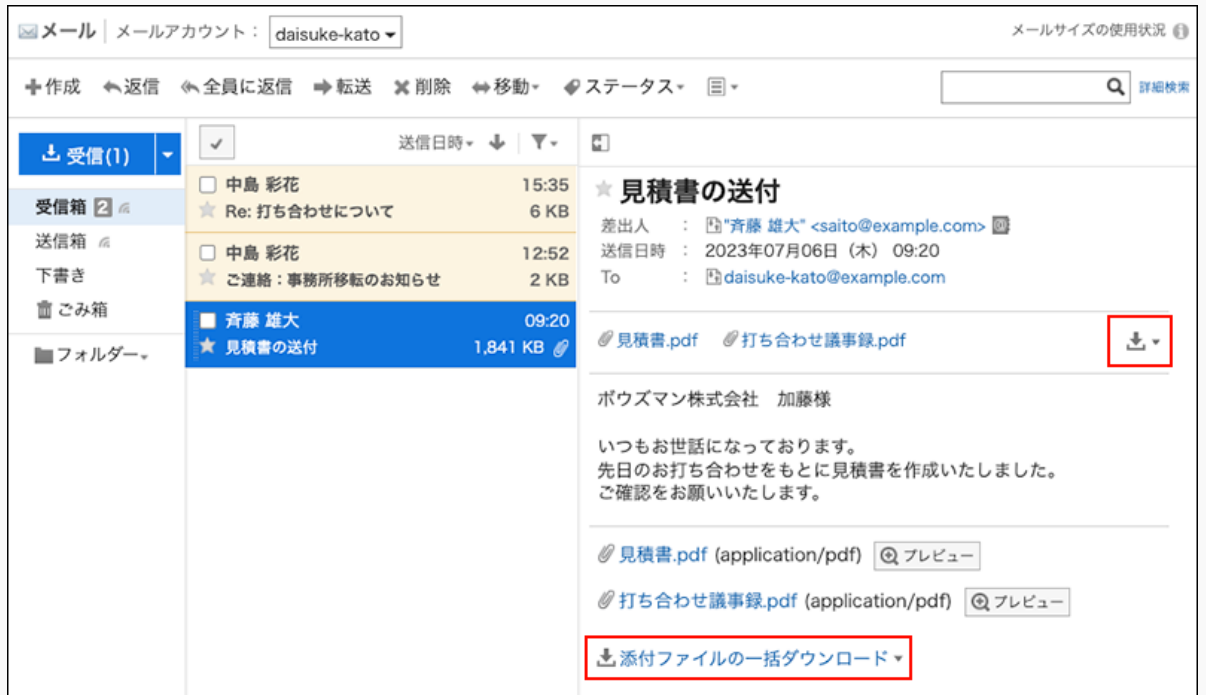 メール メールアカウント： daisuke-kato メールサイズの使用状況
作成 返信 全員に返信 転送 削除 移動 ステータス 詳細検索
受信(1)
受信箱 2
送信箱
下書き
ごみ箱
フォルダー
送信日時
中島 彩花 15:35
Re: 打ち合わせについて 6 KB
中島 彩花 12:52
ご連絡：事務所移転のお知らせ 2 KB
斉藤 雄大 09:20
見積書の送付 1,841 KB
見積書の送付
差出人 : "斉藤 雄大" <saito@example.com>
送信日時 : 2023年07月06日（木） 09:20
To : daisuke-kato@example.com
見積書.pdf 打ち合わせ議事録.pdf
ボウズマン株式会社　加藤様
いつもお世話になっております。
先日のお打ち合わせをもとに見積書を作成いたしました。
ご確認をお願いいたします。
見積書.pdf (application/pdf) プレビュー
打ち合わせ議事録.pdf (application/pdf) プレビュー
添付ファイルの一括ダウンロード